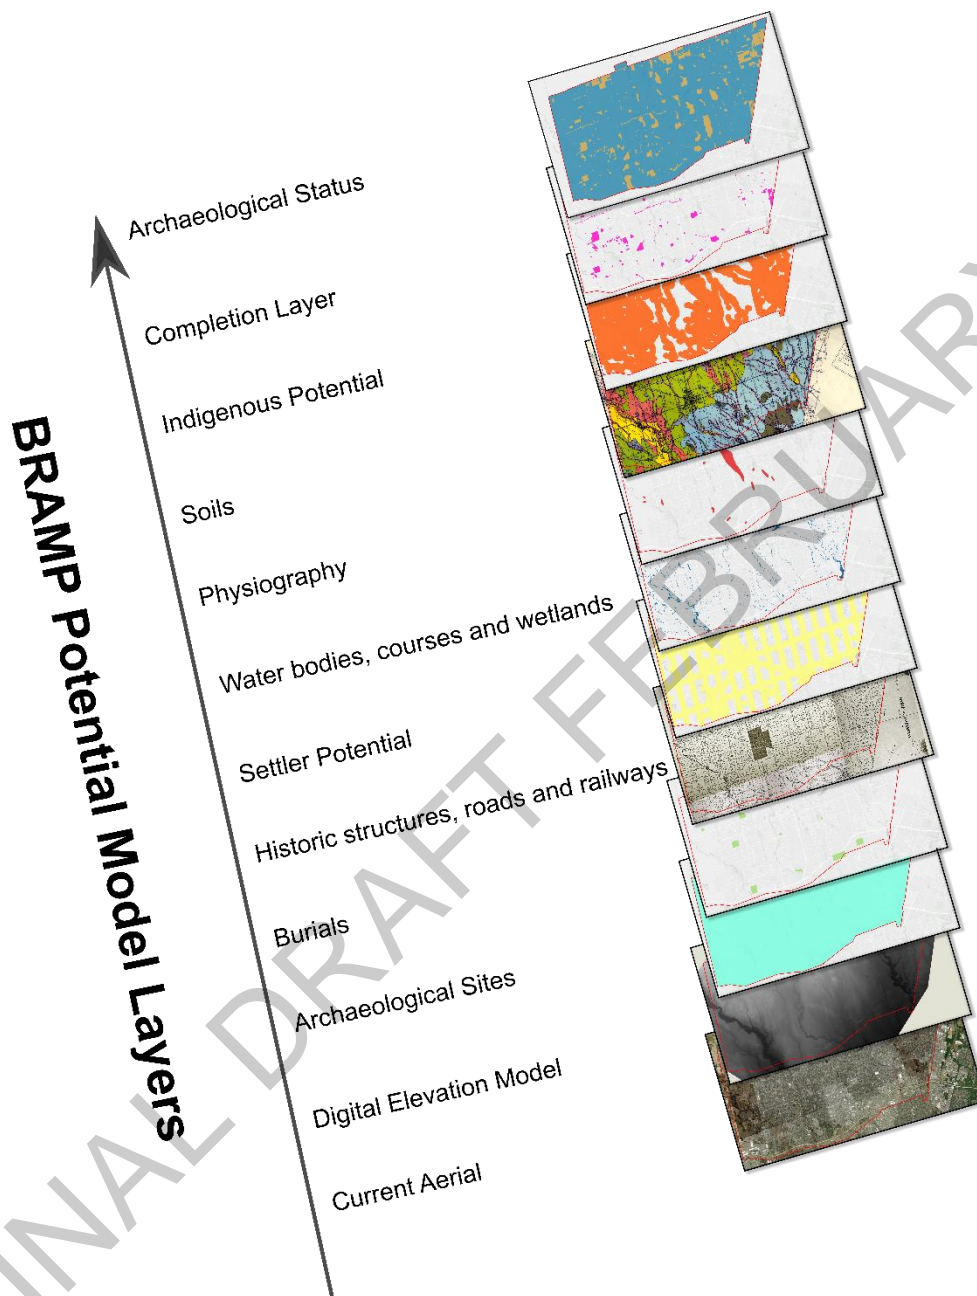 Archaeological Status
Completion Layer
Indigenous Potential
Soils
Physiography
Water bodies, courses and wetlands
Settler Potential
Historic structures, roads and railways
Burials
Archaeological Sites
Digital Elevation Model
Current Aerial
BRAMP Potential Model Layers
INAL DRAFT FEBRUARY